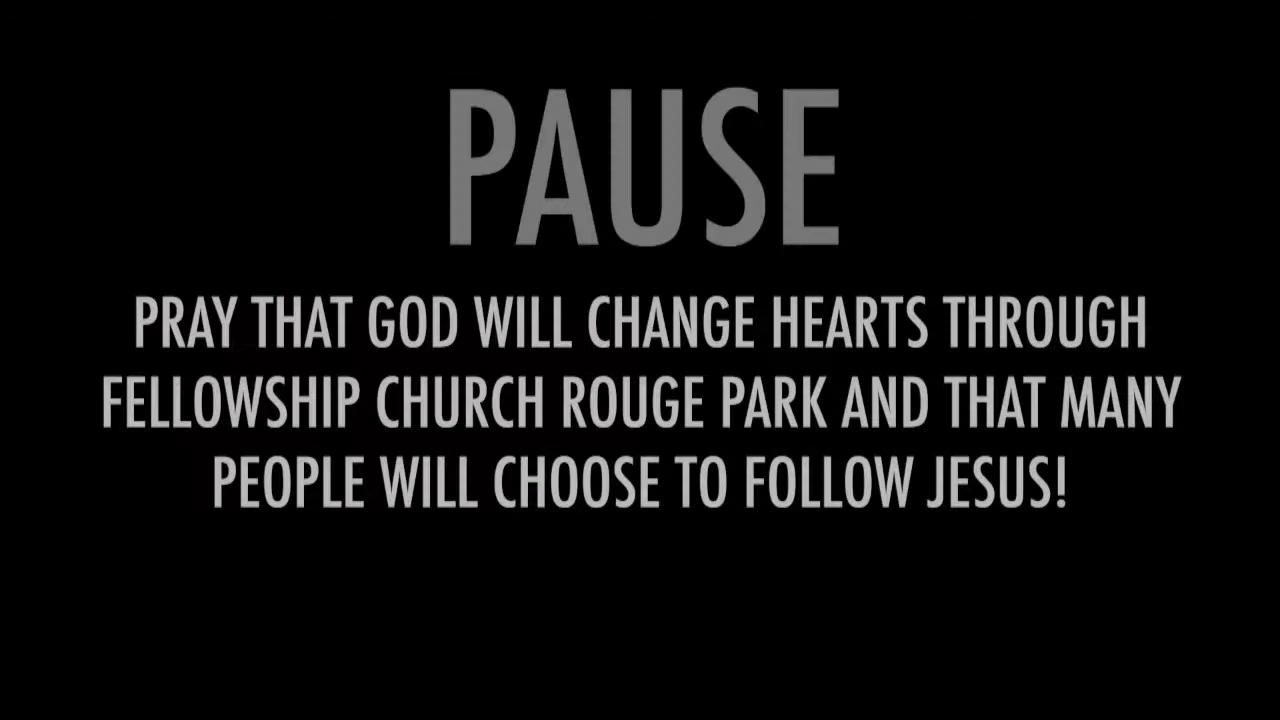 PAUSE
PRAY THAT GOD WILL CHANGE HEARTS THROUGH
FELLOWSHIP CHURCH ROUGE PARK AND THAT MANY
PEOPLE WILL CHOOSE TO FOLLOW JESUS!